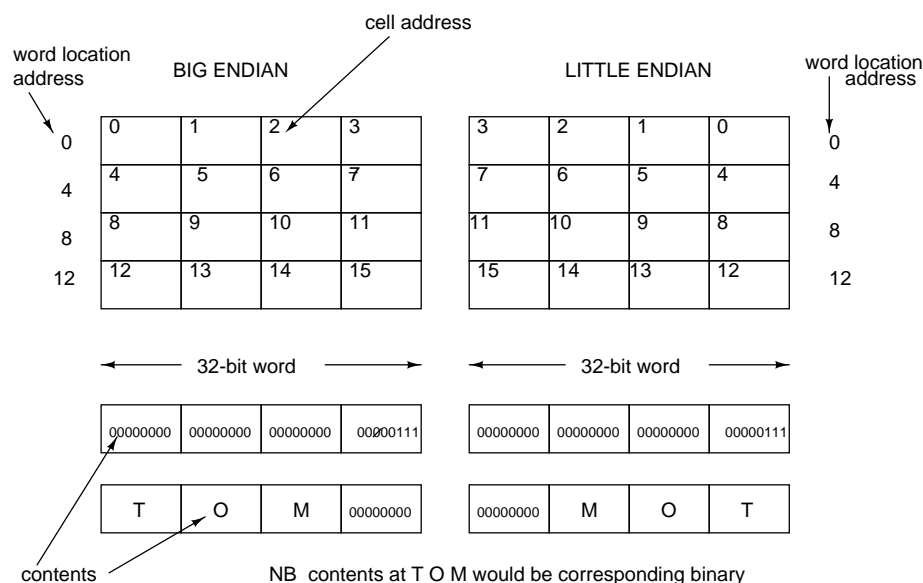 cell address
word location
address
BIG ENDIAN
LITTLE ENDIAN
word location
address
0 0 1 2 3 3 2 1 0 0
4 4 5 6 7 7 6 5 4 4
8 8 9 10 11 11 10 9 8 8
12 12 13 14 15 15 14 13 12 12
32-bit word 32-bit word
00000000 00000000 00000000 00000111 00000000 00000000 00000000 00000111
T O M 00000000 00000000 M O T
contents
NB contents at T O M would be corresponding binary